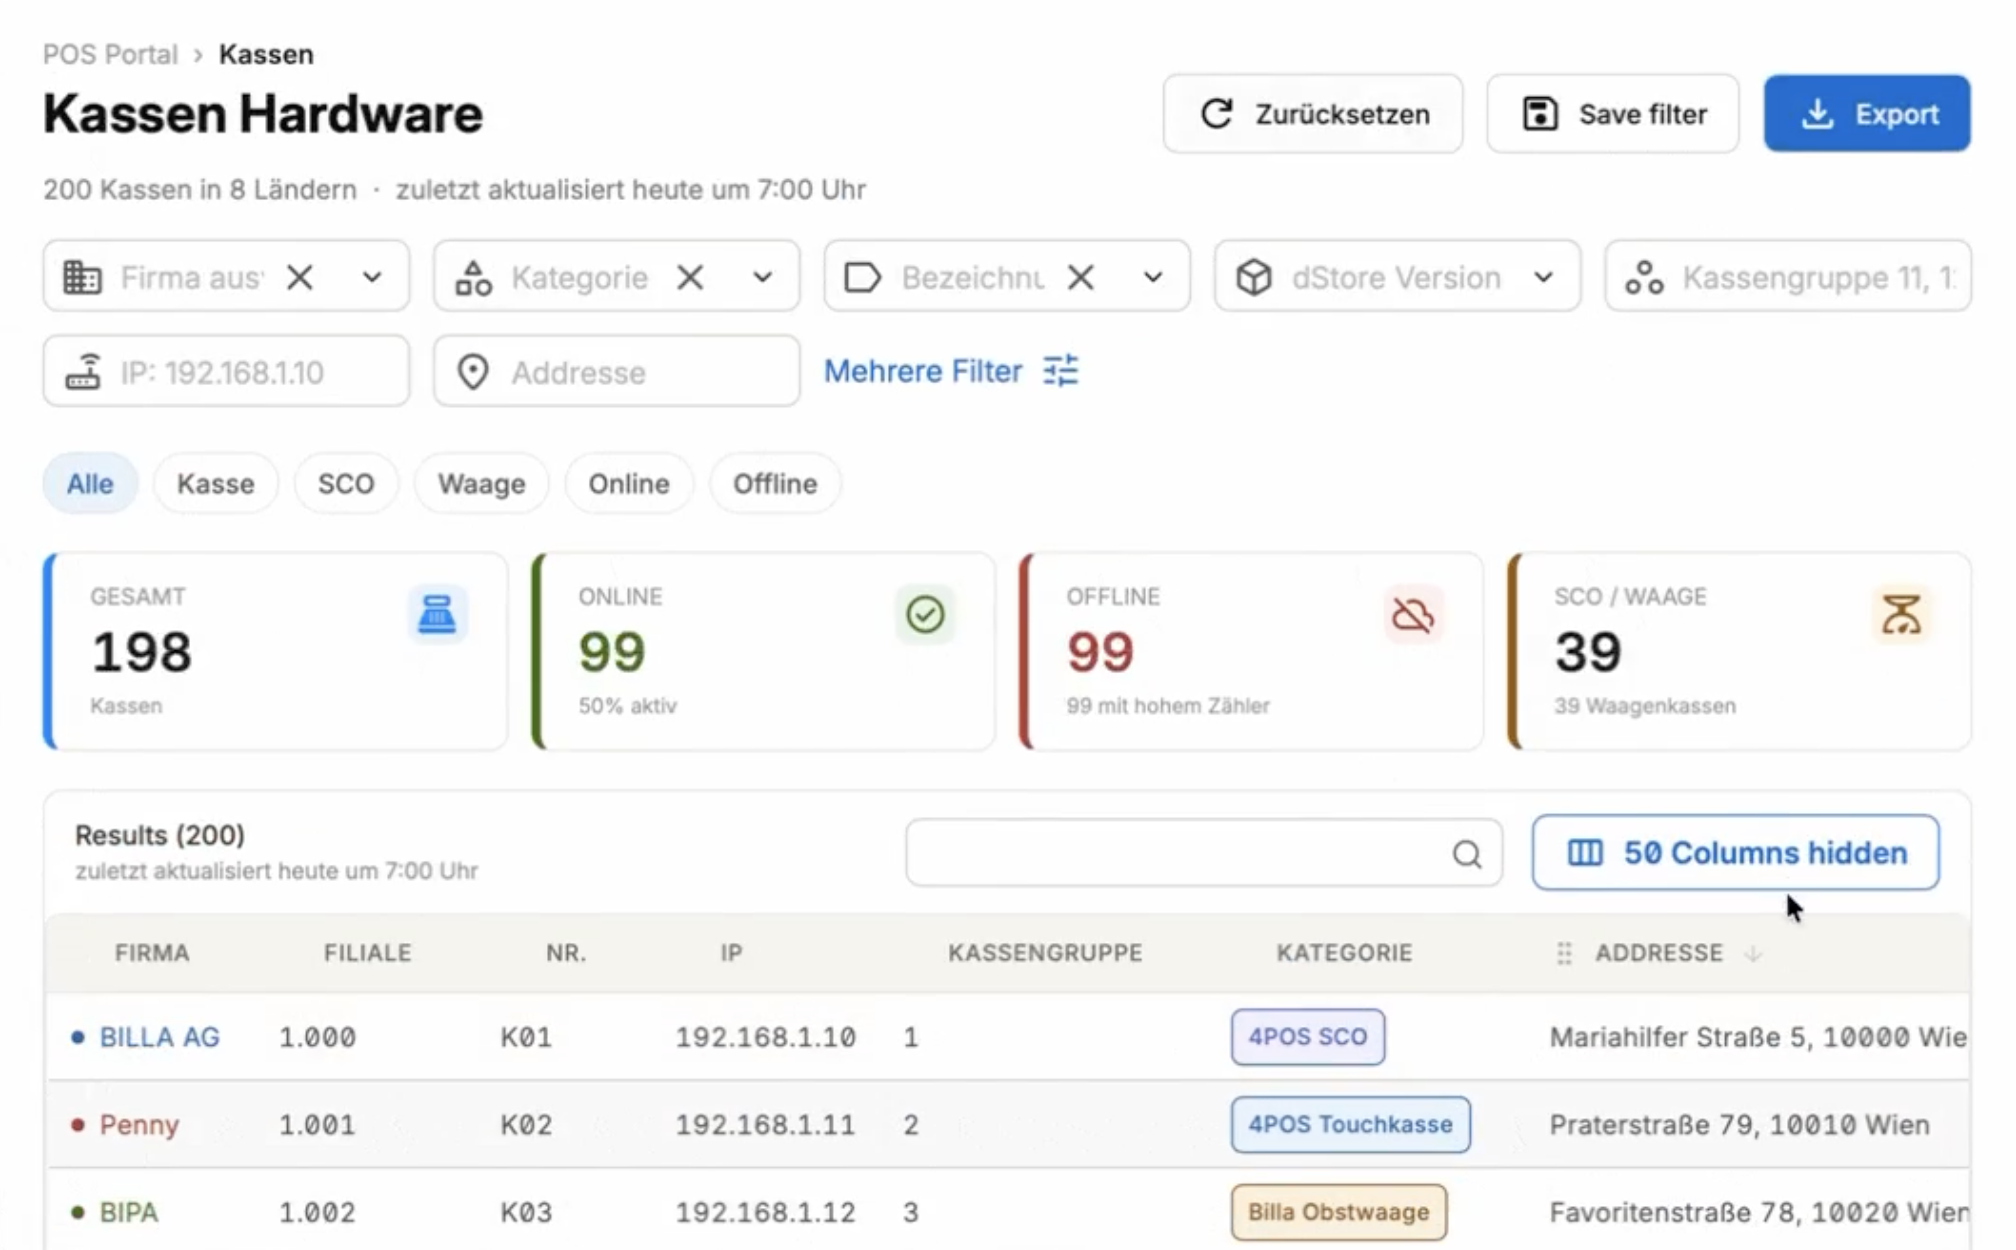 POS Portal › Kassen
Kassen Hardware
Zurücksetzen
Save filter
Export
200 Kassen in 8 Ländern · zuletzt aktualisiert heute um 7:00 Uhr
Firma aus
Kategorie
Bezeichnu
dStore Version
Kassengruppe 11, 1
IP: 192.168.1.10
Addresse
Mehrere Filter
Alle
Kasse
SCO
Waage
Online
Offline
GESAMT
198
Kassen
ONLINE
99
50% aktiv
OFFLINE
99
99 mit hohem Zähler
SCO / WAAGE
39
39 Waagenkassen
Results (200)
zuletzt aktualisiert heute um 7:00 Uhr
50 Columns hidden
FIRMA FILIALE NR. IP KASSENGRUPPE KATEGORIE ADDRESSE
BILLA AG 1.000 K01 192.168.1.10 1 4POS SCO Mariahilfer Straße 5, 10000 Wie
Penny 1.001 K02 192.168.1.11 2 4POS Touchkasse Praterstraße 79, 10010 Wien
BIPA 1.002 K03 192.168.1.12 3 Billa Obstwaage Favoritenstraße 78, 10020 Wien